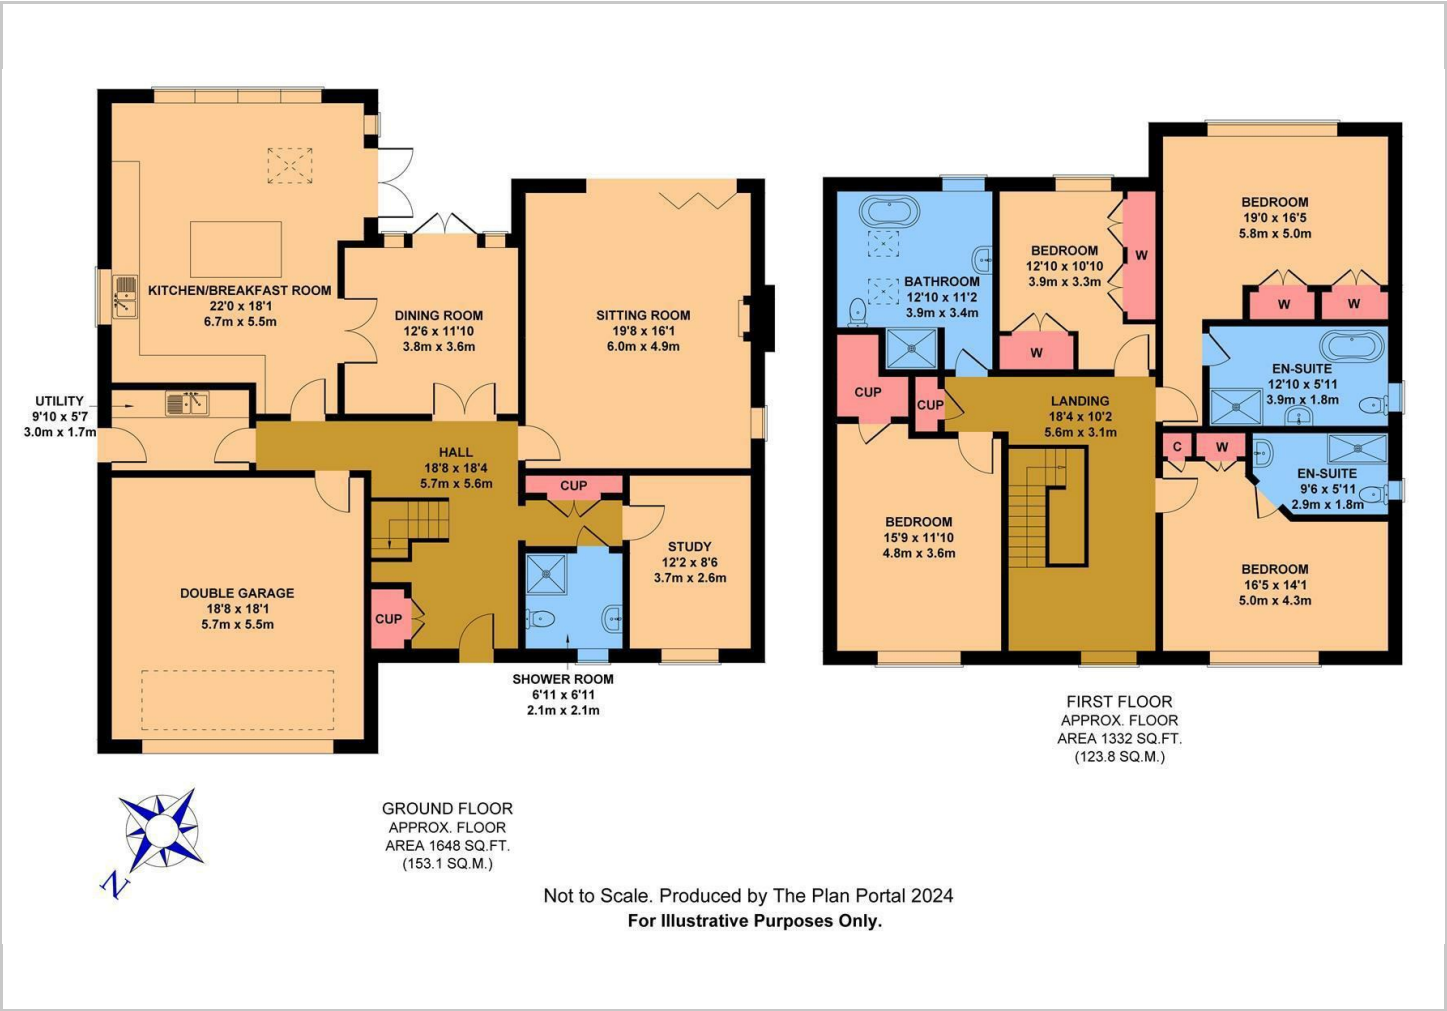 KITCHEN/BREAKFAST ROOM
22'0 x 18'1
6.7m x 5.5m
DINING ROOM
12'6 x 11'10
3.8m x 3.6m
SITTING ROOM
19'8 x 16'1
6.0m x 4.9m
UTILITY
9'10 x 5'7
3.0m x 1.7m
HALL
18'8 x 18'4
5.7m x 5.6m
CUP
STUDY
12'2 x 8'6
3.7m x 2.6m
DOUBLE GARAGE
18'8 x 18'1
5.7m x 5.5m
CUP
SHOWER ROOM
6'11 x 6'11
2.1m x 2.1m
GROUND FLOOR
APPROX. FLOOR
AREA 1648 SQ.FT.
(153.1 SQ.M.)
N
BATHROOM
12'10 x 11'2
3.9m x 3.4m
BEDROOM
12'10 x 10'10
3.9m x 3.3m
W
W
BEDROOM
19'0 x 16'5
5.8m x 5.0m
W
W
EN-SUITE
12'10 x 5'11
3.9m x 1.8m
CUP
CUP
LANDING
18'4 x 10'2
5.6m x 3.1m
C
W
EN-SUITE
9'6 x 5'11
2.9m x 1.8m
BEDROOM
15'9 x 11'10
4.8m x 3.6m
BEDROOM
16'5 x 14'1
5.0m x 4.3m
FIRST FLOOR
APPROX. FLOOR
AREA 1332 SQ.FT.
(123.8 SQ.M.)
Not to Scale. Produced by The Plan Portal 2024
For Illustrative Purposes Only.